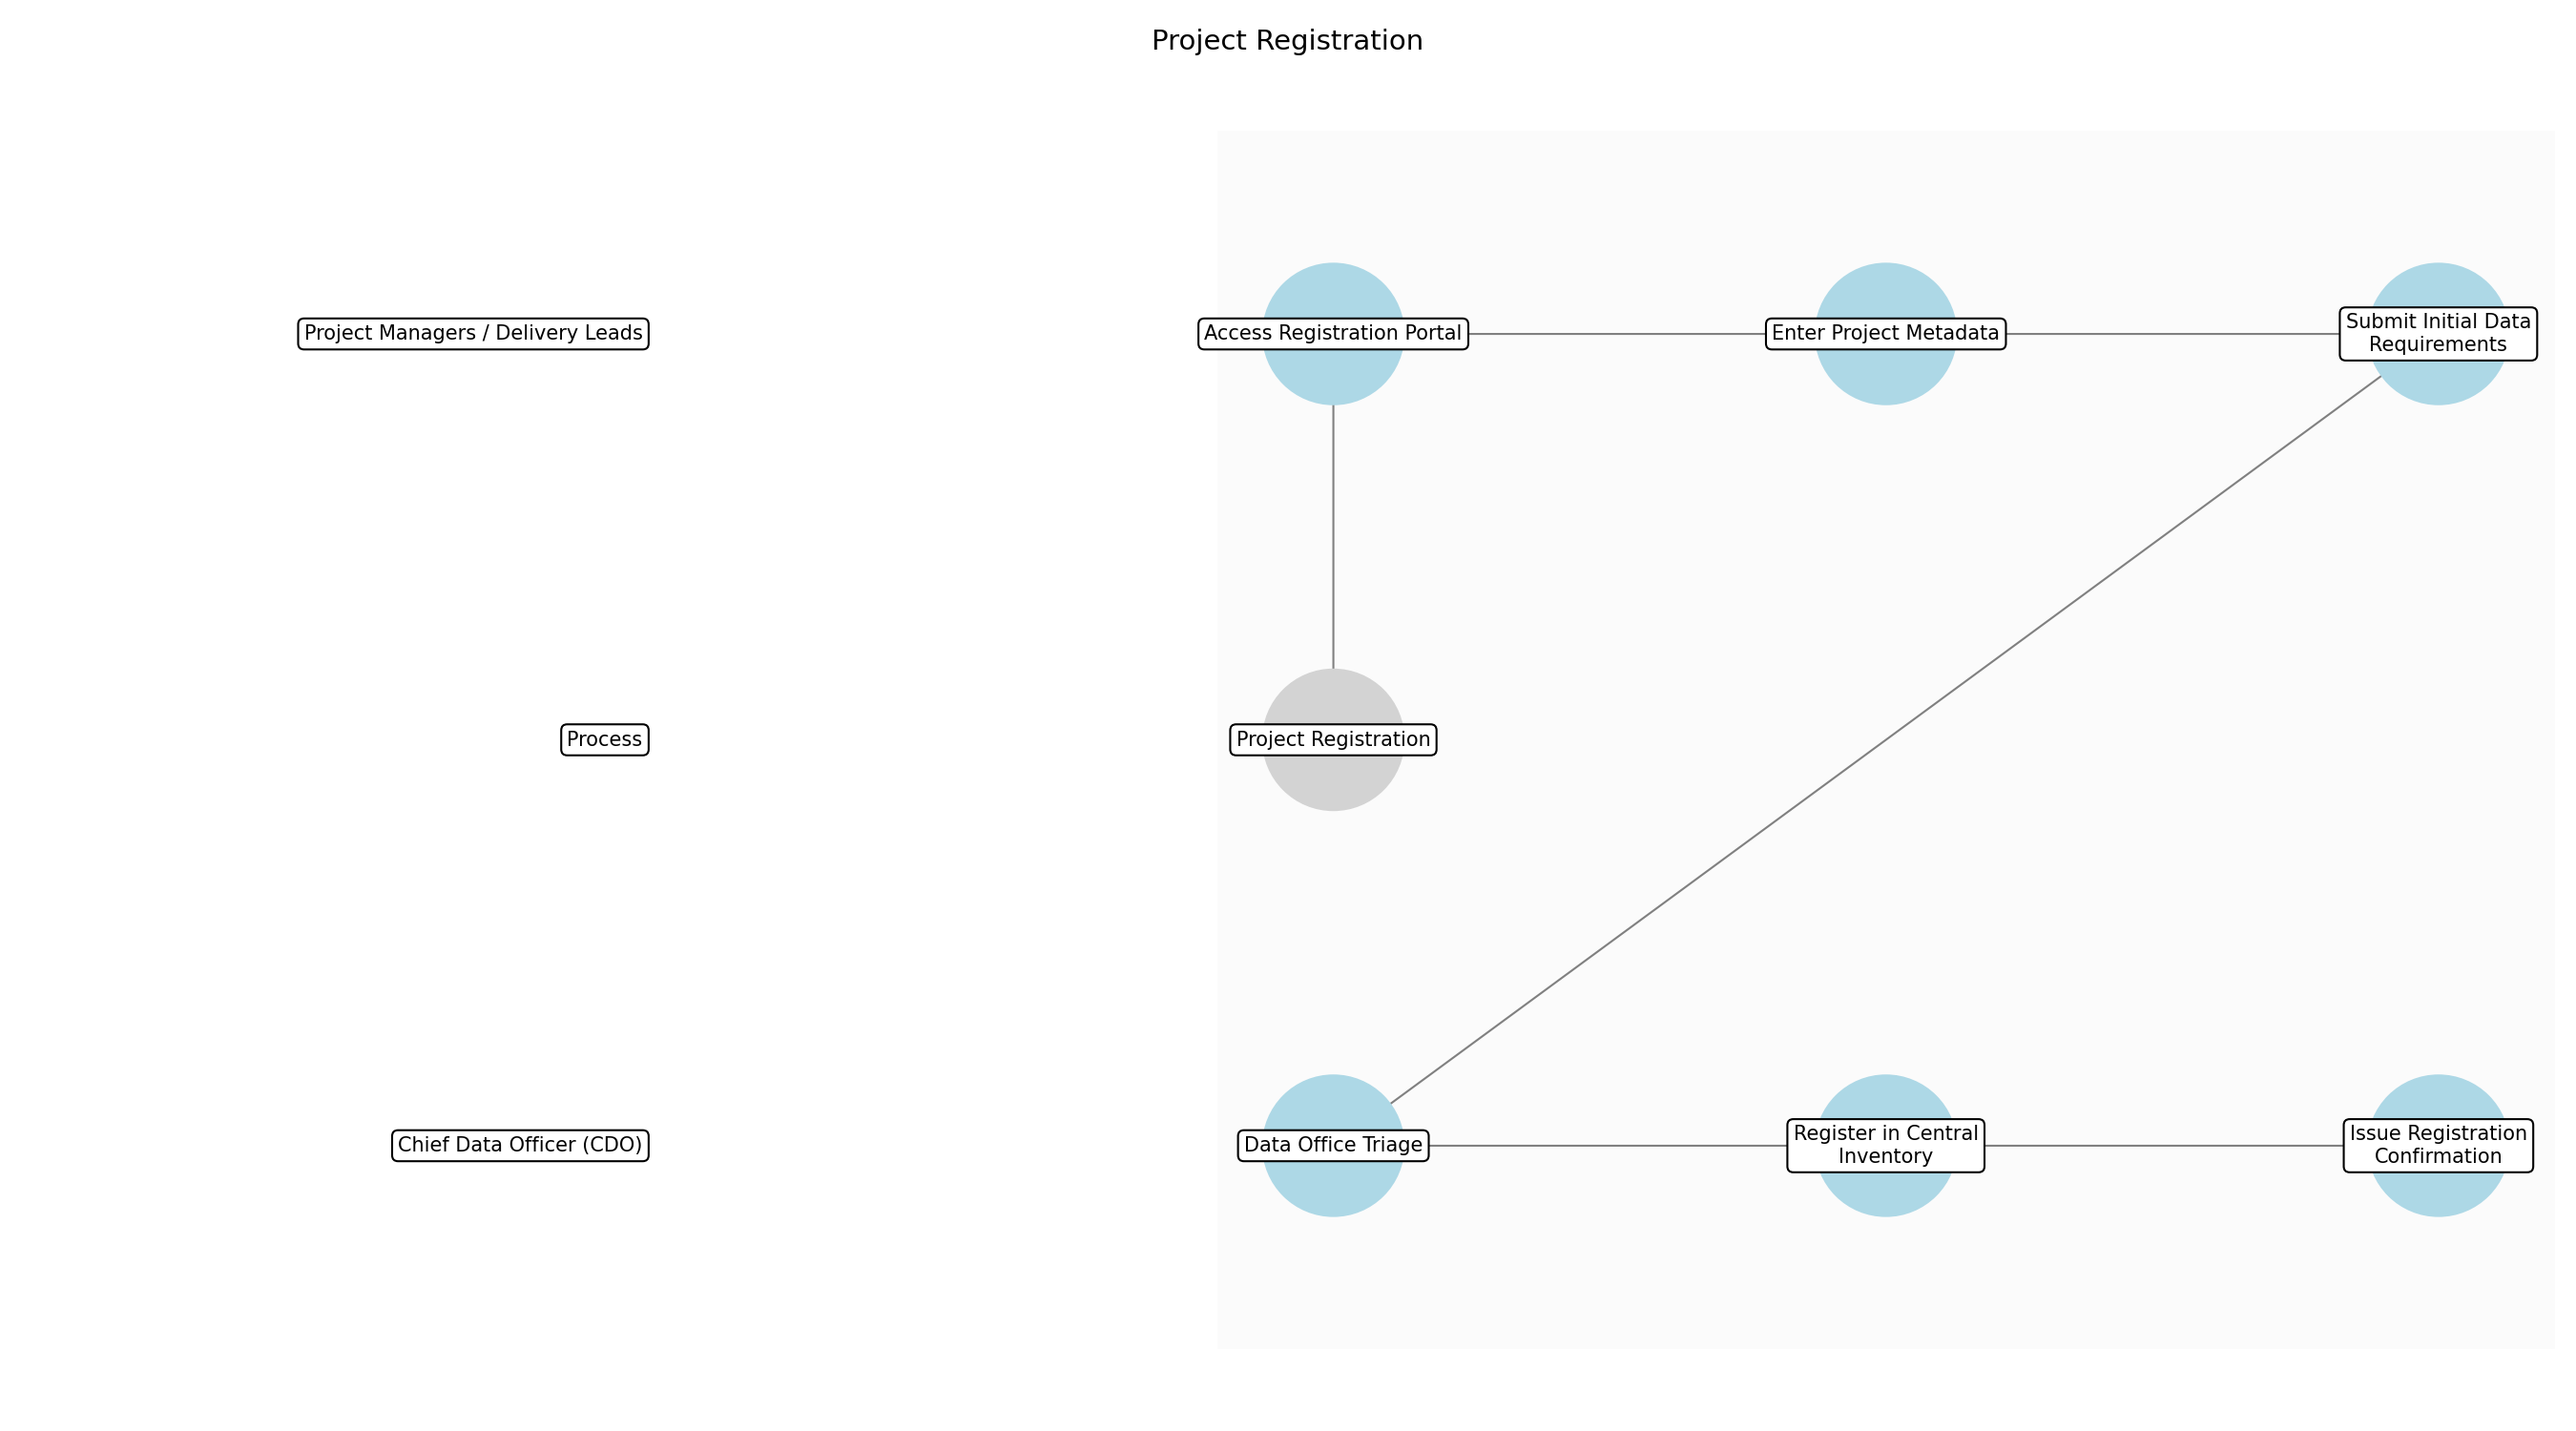 Project Registration
Project Managers / Delivery Leads
Access Registration Portal
Enter Project Metadata
Submit Initial Data
Requirements
Process
Project Registration
Chief Data Officer (CDO)
Data Office Triage
Register in Central
Inventory
Issue Registration
Confirmation